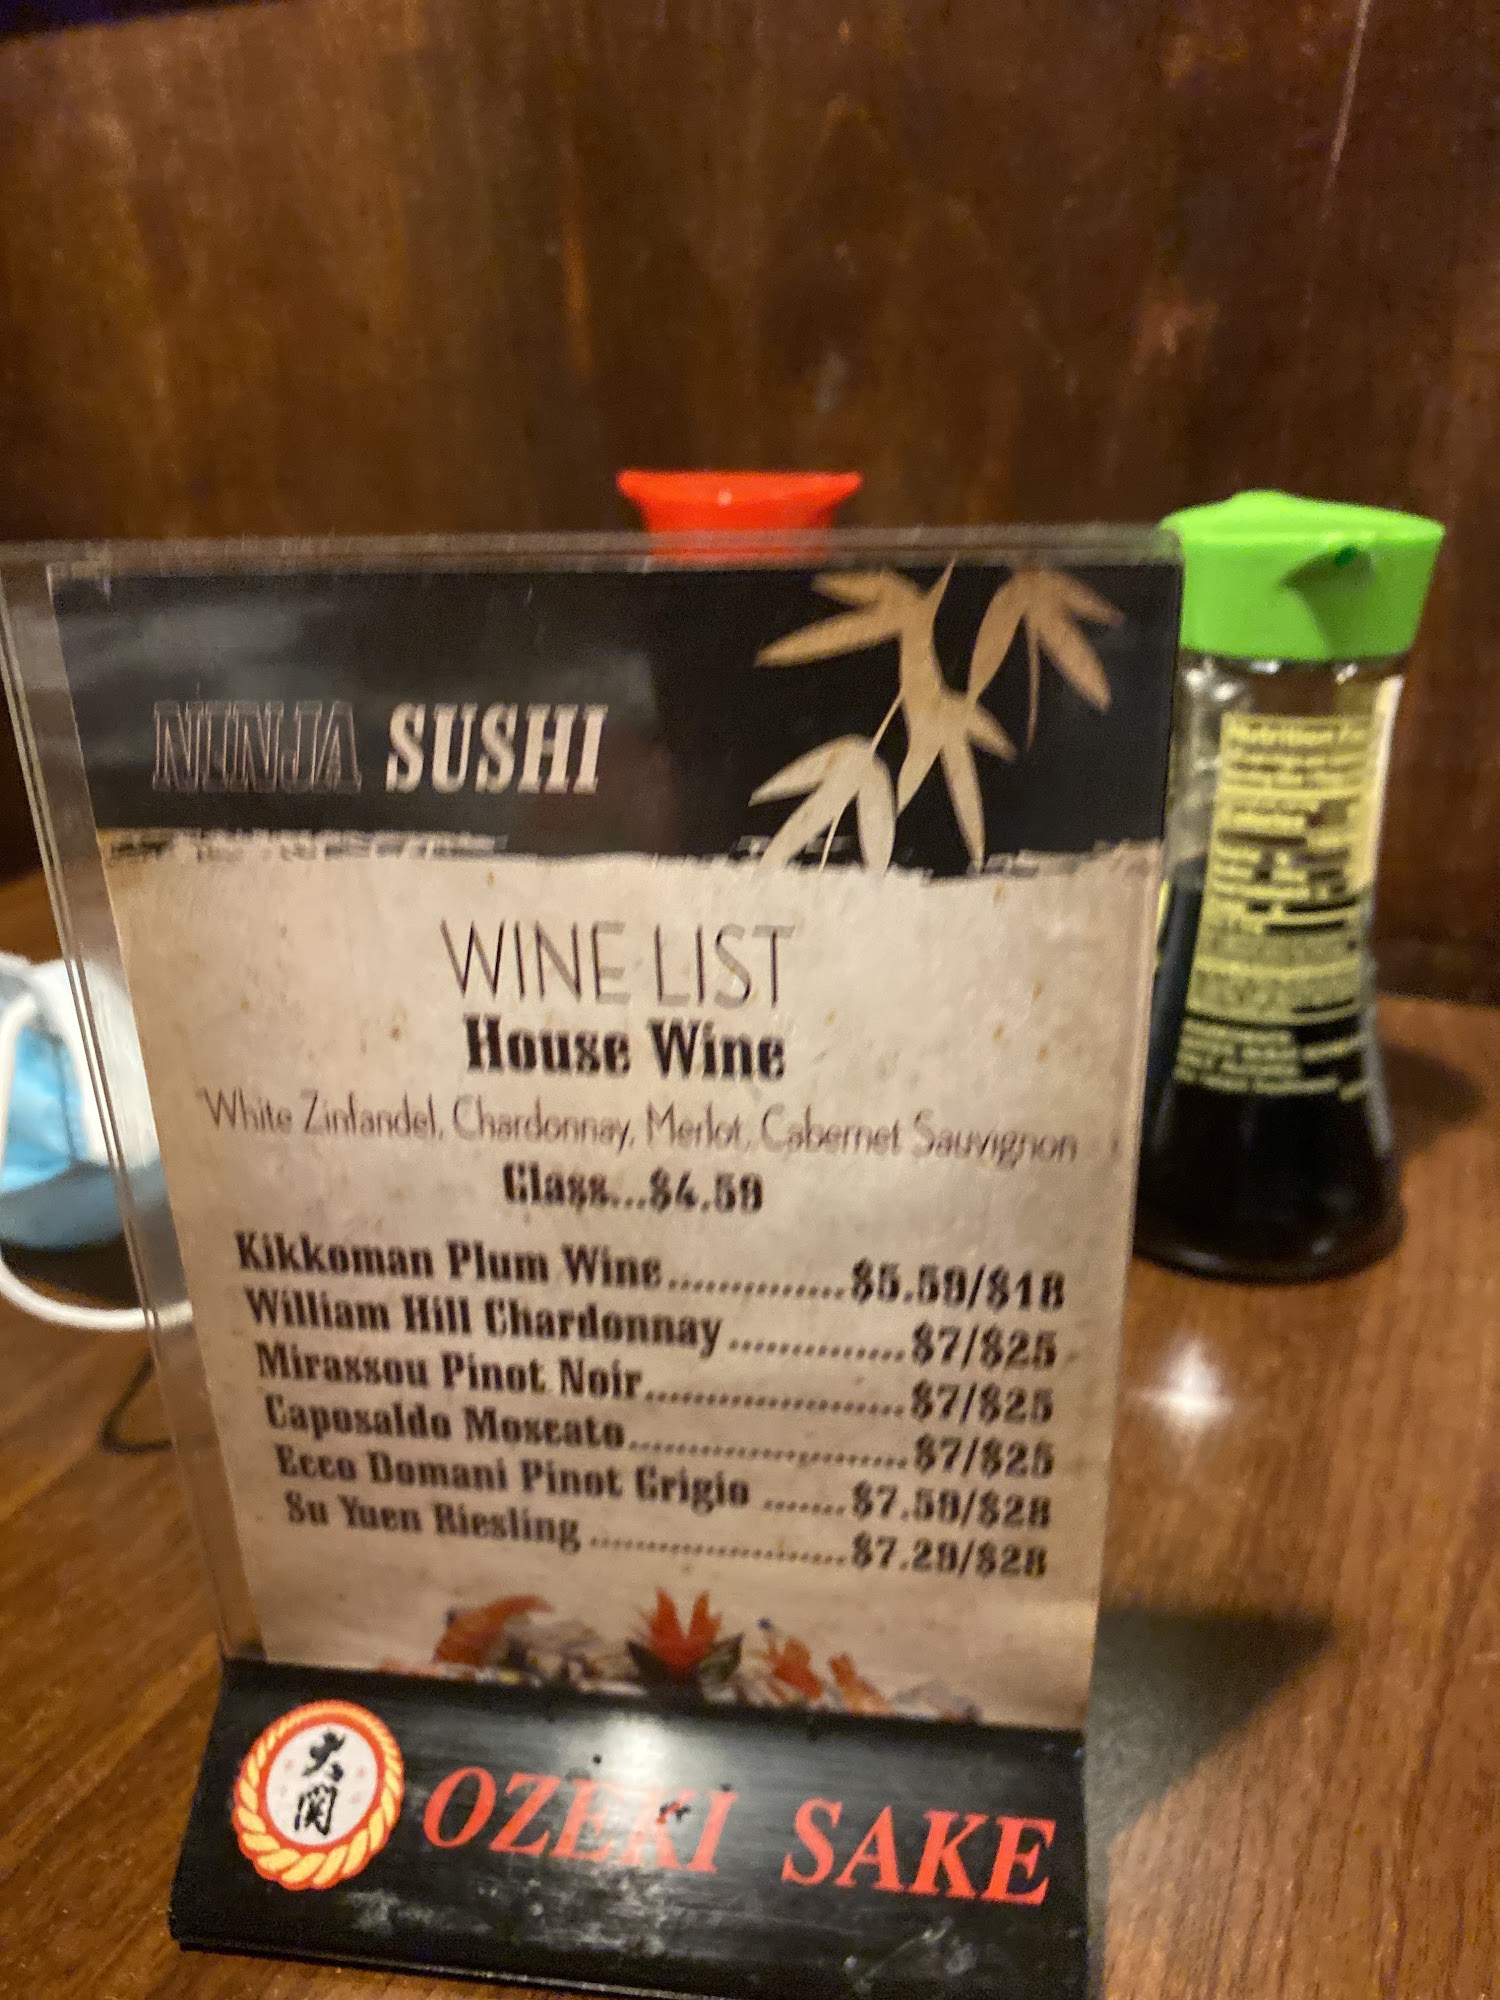 NINJA SUSHI
WINE LIST
House Wine
White Zinfandel, Chardonnay, Merlot, Cabernet Sauvignon
Glass...$4.59
Kikkoman Plum Wine..............$5.59/$18
William Hill Chardonnay..............$7/$25
Mirassou Pinot Noir.....................$7/$25
Caposaldo Moscato.......................$7/$25
Ecco Domani Pinot Grigio .......$7.59/$28
Su Yuen Riesling .....................$7.29/$28
大関
OZEKI SAKE
Nutrition